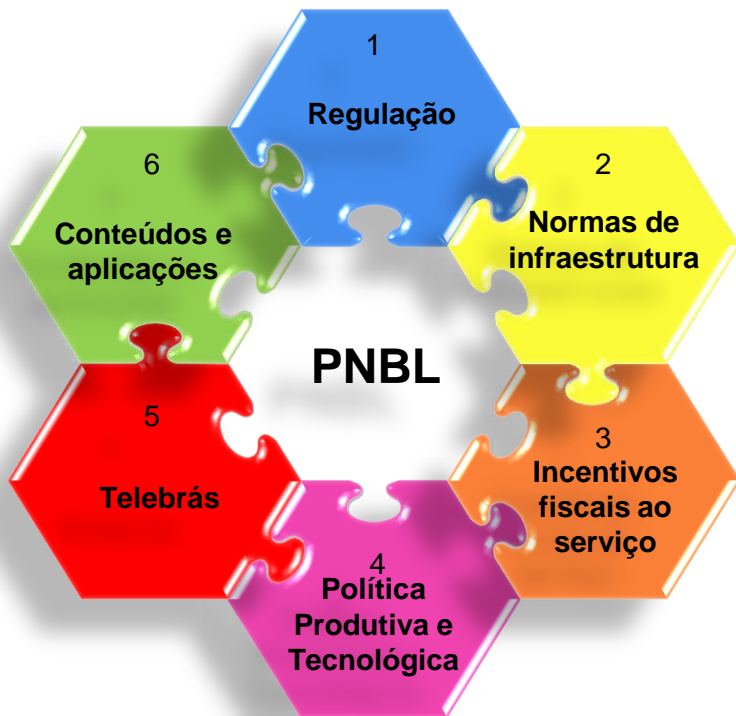 1
Regulação
2
Normas de
infraestrutura
3
Incentivos
fiscais ao
serviço
4
Política
Produtiva e
Tecnológica
5
Telebrás
6
Conteúdos e
aplicações
PNBL